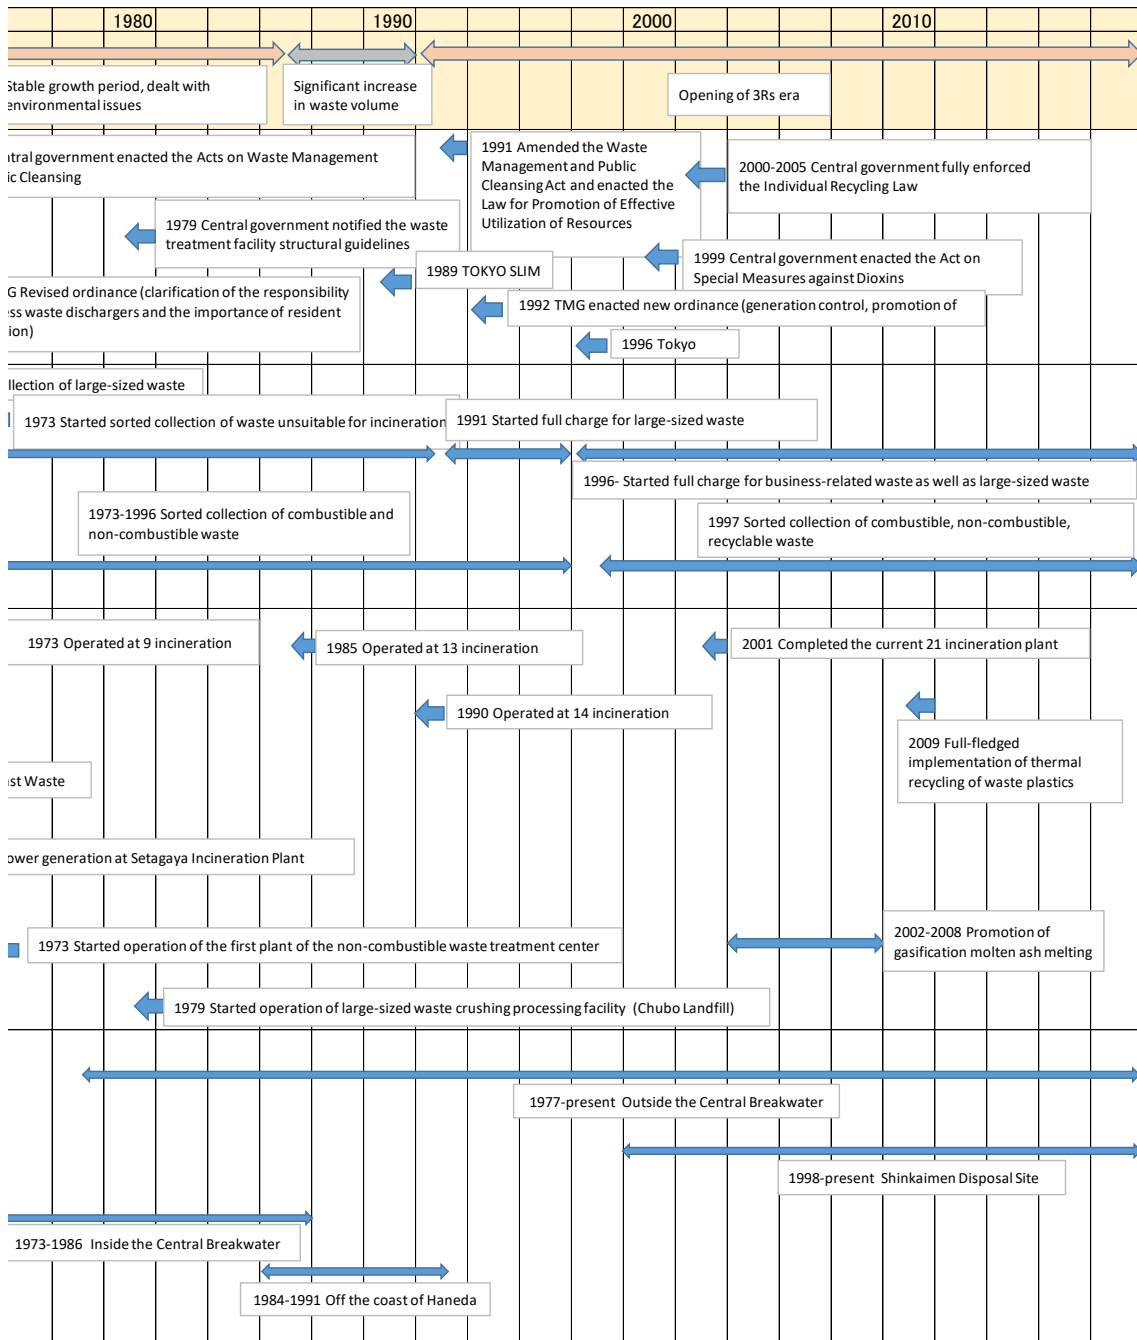 1980 1990 2000 2010
Stable growth period, dealt with
environmental issues
Significant increase
in waste volume
Opening of 3Rs era
ntral government enacted the Acts on Waste Management
ic Cleansing
1991 Amended the Waste
Management and Public
Cleansing Act and enacted the
Law for Promotion of Effective
Utilization of Resources
2000-2005 Central government fully enforced
the Individual Recycling Law
1979 Central government notified the waste
treatment facility structural guidelines
1989 TOKYO SLIM
1999 Central government enacted the Act on
Special Measures against Dioxins
G Revised ordinance (clarification of the responsibility
ess waste dischargers and the importance of resident
tion)
1992 TMG enacted new ordinance (generation control, promotion of
1996 Tokyo
llection of large-sized waste
1973 Started sorted collection of waste unsuitable for incineration
1991 Started full charge for large-sized waste
1996- Started full charge for business-related waste as well as large-sized waste
1973-1996 Sorted collection of combustible and
non-combustible waste
1997 Sorted collection of combustible, non-combustible,
recyclable waste
1973 Operated at 9 incineration
1985 Operated at 13 incineration
2001 Completed the current 21 incineration plant
1990 Operated at 14 incineration
2009 Full-fledged
implementation of thermal
recycling of waste plastics
ast Waste
ower generation at Setagaya Incineration Plant
1973 Started operation of the first plant of the non-combustible waste treatment center
2002-2008 Promotion of
gasification molten ash melting
1979 Started operation of large-sized waste crushing processing facility (Chubo Landfill)
1977-present Outside the Central Breakwater
1998-present Shinkaimen Disposal Site
1973-1986 Inside the Central Breakwater
1984-1991 Off the coast of Haneda